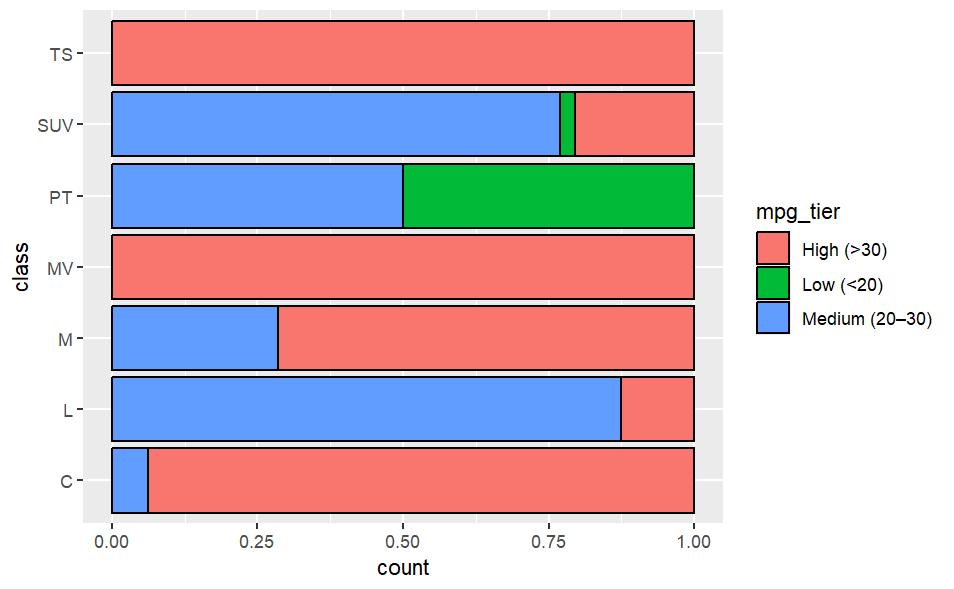 TS
SUV
PT
MV
M
L
C
class
0.00 0.25 0.50 0.75 1.00
count
mpg_tier
High (>30)
Low (<20)
Medium (20–30)